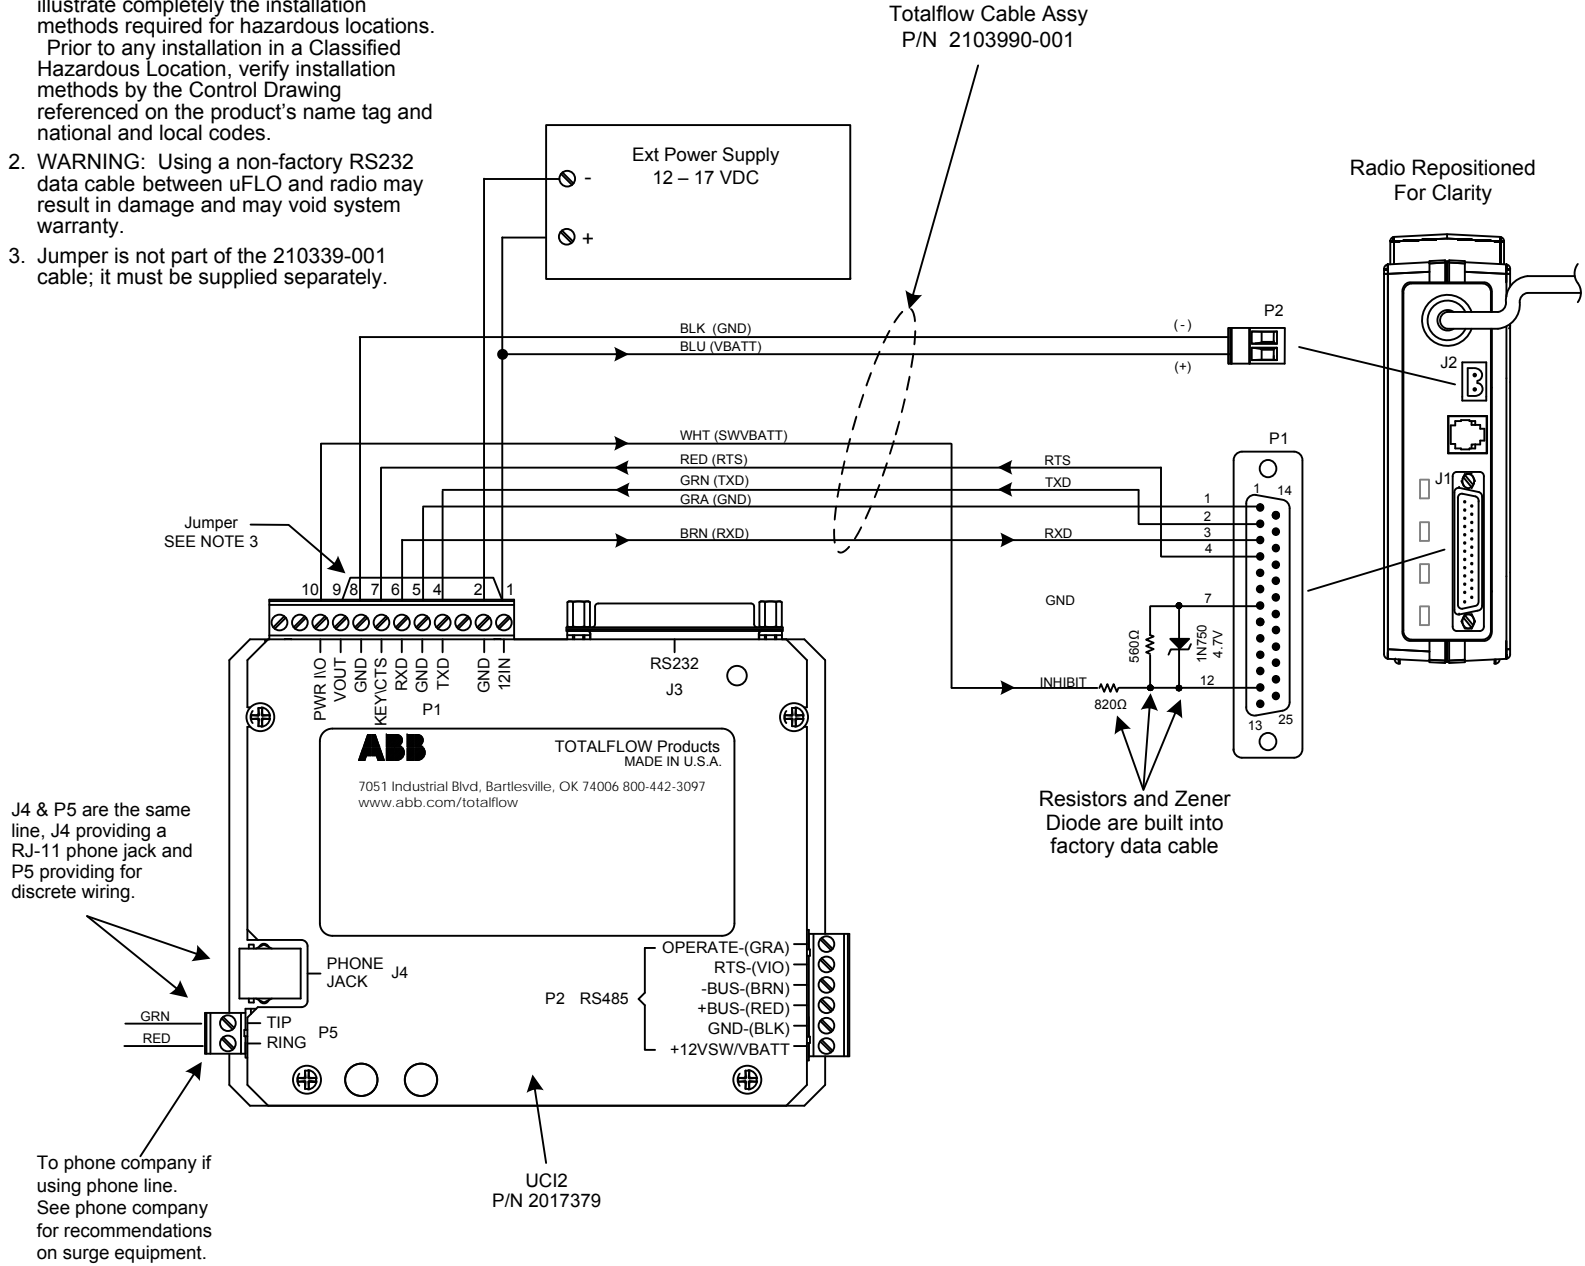 illustrate completely the installation
methods required for hazardous locations.
Prior to any installation in a Classified
Hazardous Location, verify installation
methods by the Control Drawing
referenced on the product's name tag and
national and local codes.
2. WARNING: Using a non-factory RS232
data cable between uFLO and radio may
result in damage and may void system
warranty.
3. Jumper is not part of the 210339-001
cable; it must be supplied separately.
Totalflow Cable Assy
P/N 2103990-001
Ext Power Supply
12 – 17 VDC
-
+
Radio Repositioned
For Clarity
BLK (GND)
BLU (VBATT)
(-)
(+)
P2
J2
J1
WHT (SWVBATT)
RED (RTS)
GRN (TXD)
GRA (GND)
BRN (RXD)
RTS
TXD
RXD
GND
INHIBIT
P1
1
2
3
4
7
12
1
14
13
25
560Ω
1N750
4.7V
820Ω
Resistors and Zener
Diode are built into
factory data cable
Jumper
SEE NOTE 3
10 9 8 7 6 5 4 2 1
PWR I\O
VOUT
GND
KEY\CTS
RXD
GND
TXD
GND
12IN
P1
RS232
J3
ABB
TOTALFLOW Products
MADE IN U.S.A.
7051 Industrial Blvd, Bartlesville, OK 74006 800-442-3097
www.abb.com/totalflow
J4 & P5 are the same
line, J4 providing a
RJ-11 phone jack and
P5 providing for
discrete wiring.
PHONE
JACK
J4
GRN
RED
TIP
RING
P5
P2 RS485
OPERATE-(GRA)
RTS-(VIO)
-BUS-(BRN)
+BUS-(RED)
GND-(BLK)
+12VSW/VBATT
To phone company if
using phone line.
See phone company
for recommendations
on surge equipment.
UCI2
P/N 2017379